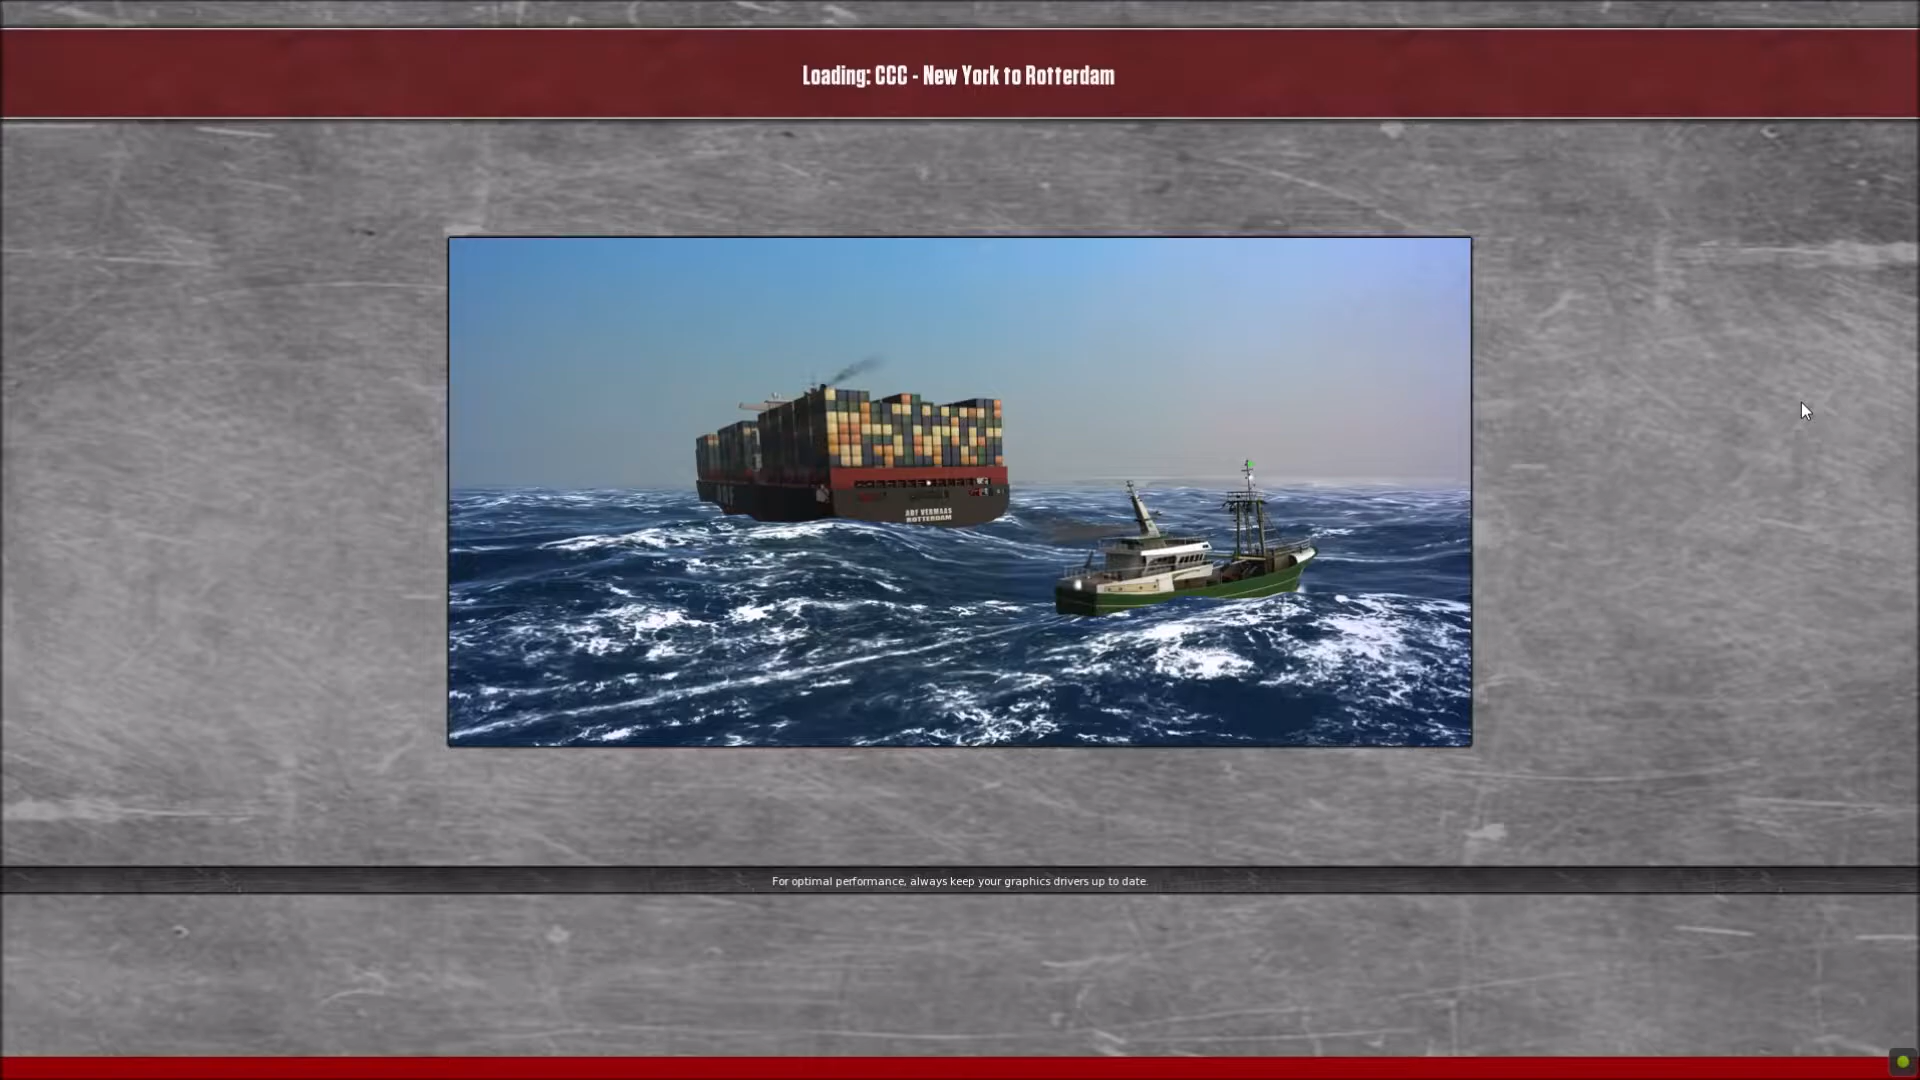 Loading: CCC - New York to Rotterdam
ABY VERMAAS
ROTTERDAM
For optimal performance, always keep your graphics drivers up to date.